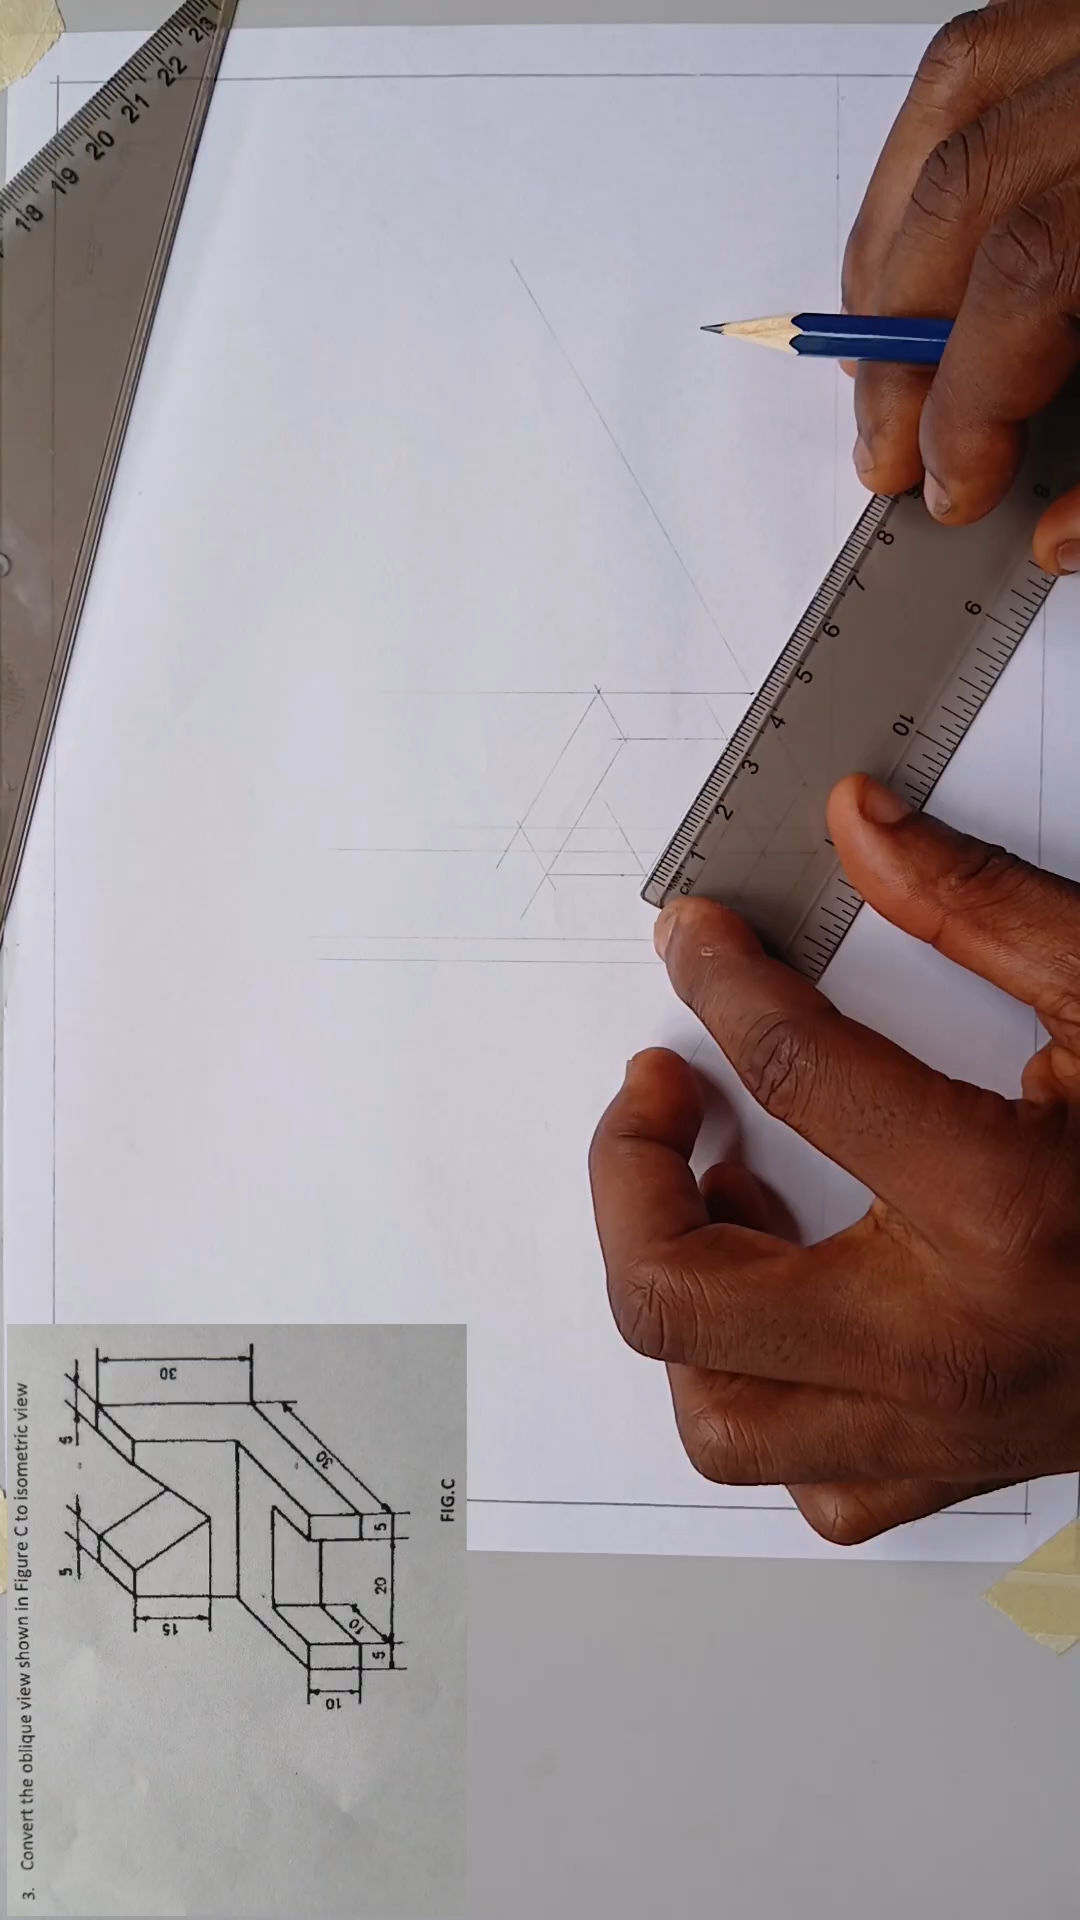 3. Convert the oblique view shown in Figure C to isometric view
5
5
30
15
30
10
10
5
20
5
FIG.C
18 19 20 21 22 23
MM
CM
1 2 3 4 5 6 7 8
10 9 8